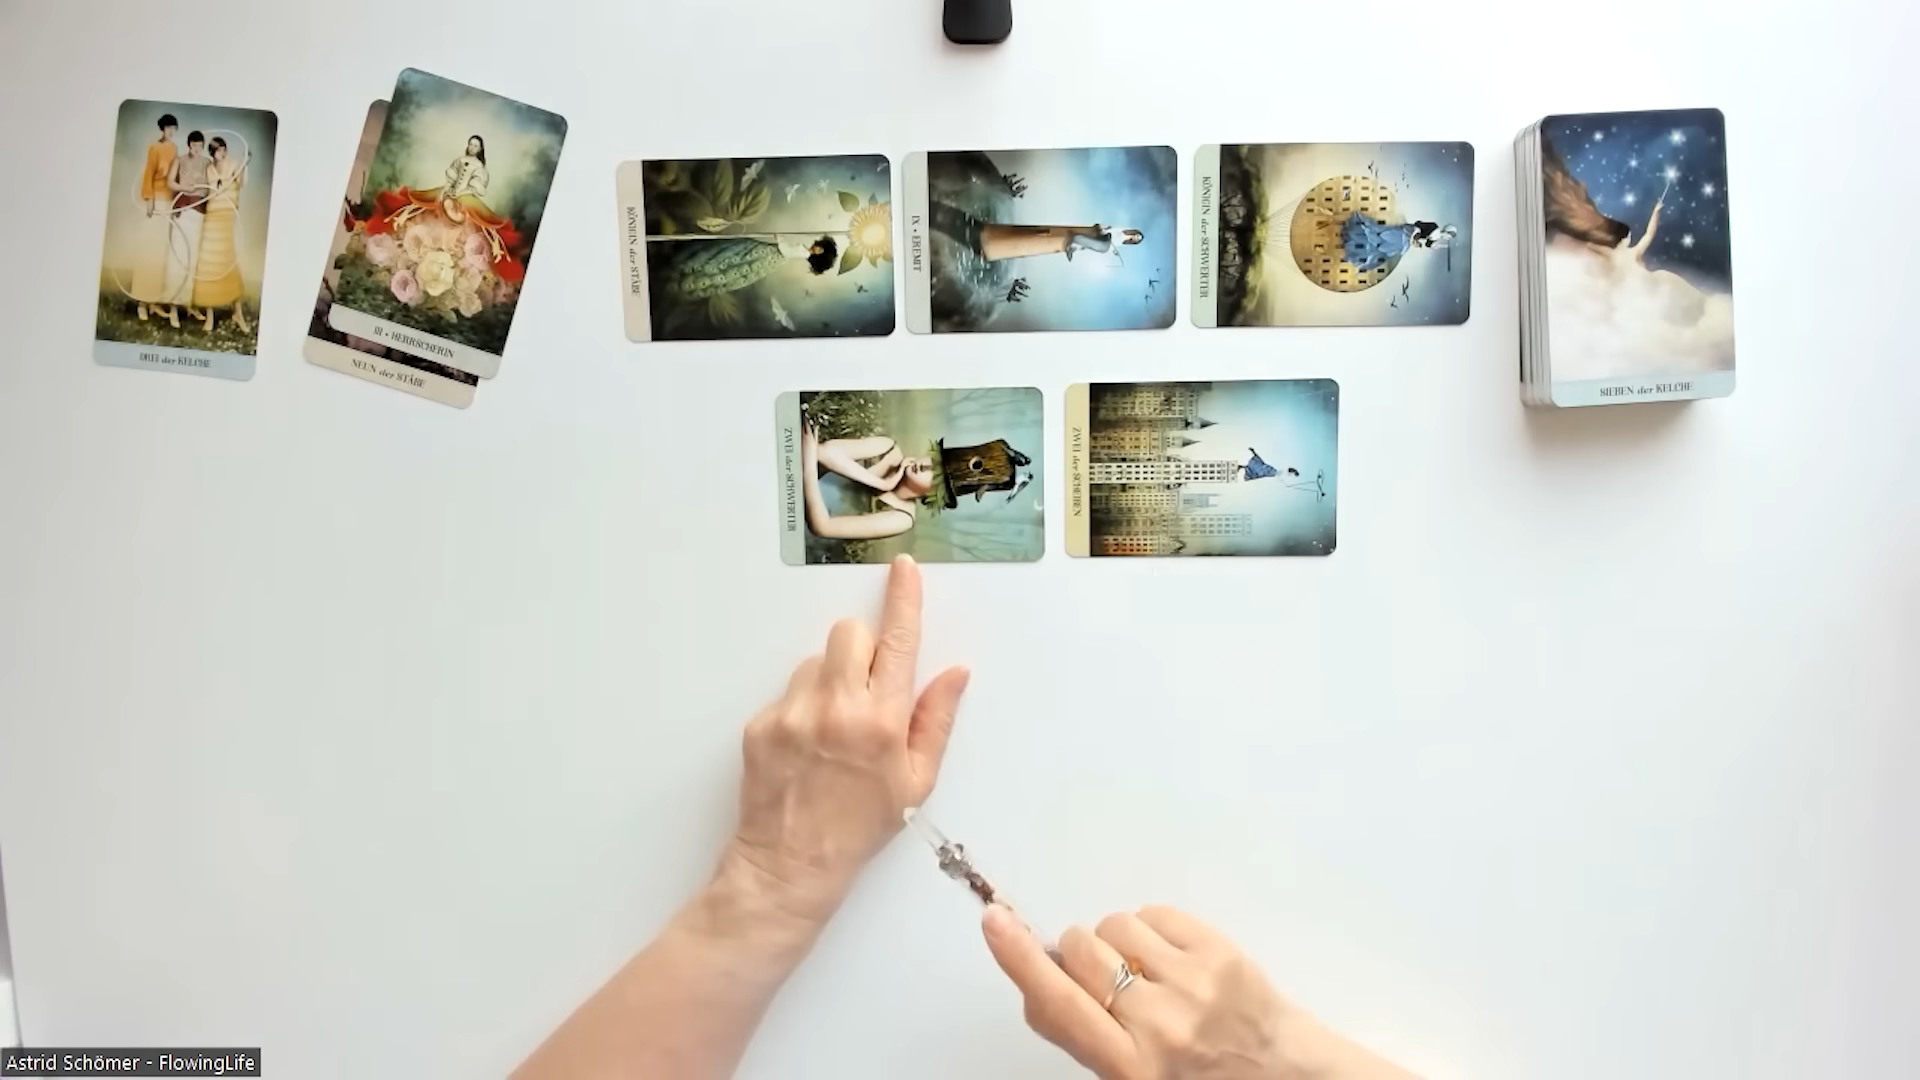 DREI der KELCHE
III • HERRSCHERIN
NEUN der STÄBE
KÖNIGIN der STÄBE
IX • EREMIT
KÖNIGIN der SCHWERTER
SIEBEN der KELCHE
ZWEI der SCHWERTER
ZWEI der SCHEIBEN
Astrid Schömer - FlowingLife